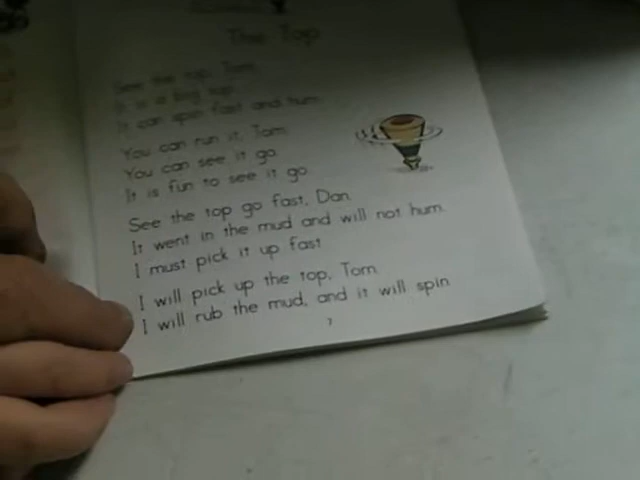 The Top
See the top, Tom.
It is a big top.
It can spin fast and hum.
You can run it, Tom.
You can see it go.
It is fun to see it go.
See the top go fast, Dan.
It went in the mud and will not hum.
I must pick it up fast.
I will pick up the top, Tom.
I will rub the mud, and it will spin.
7